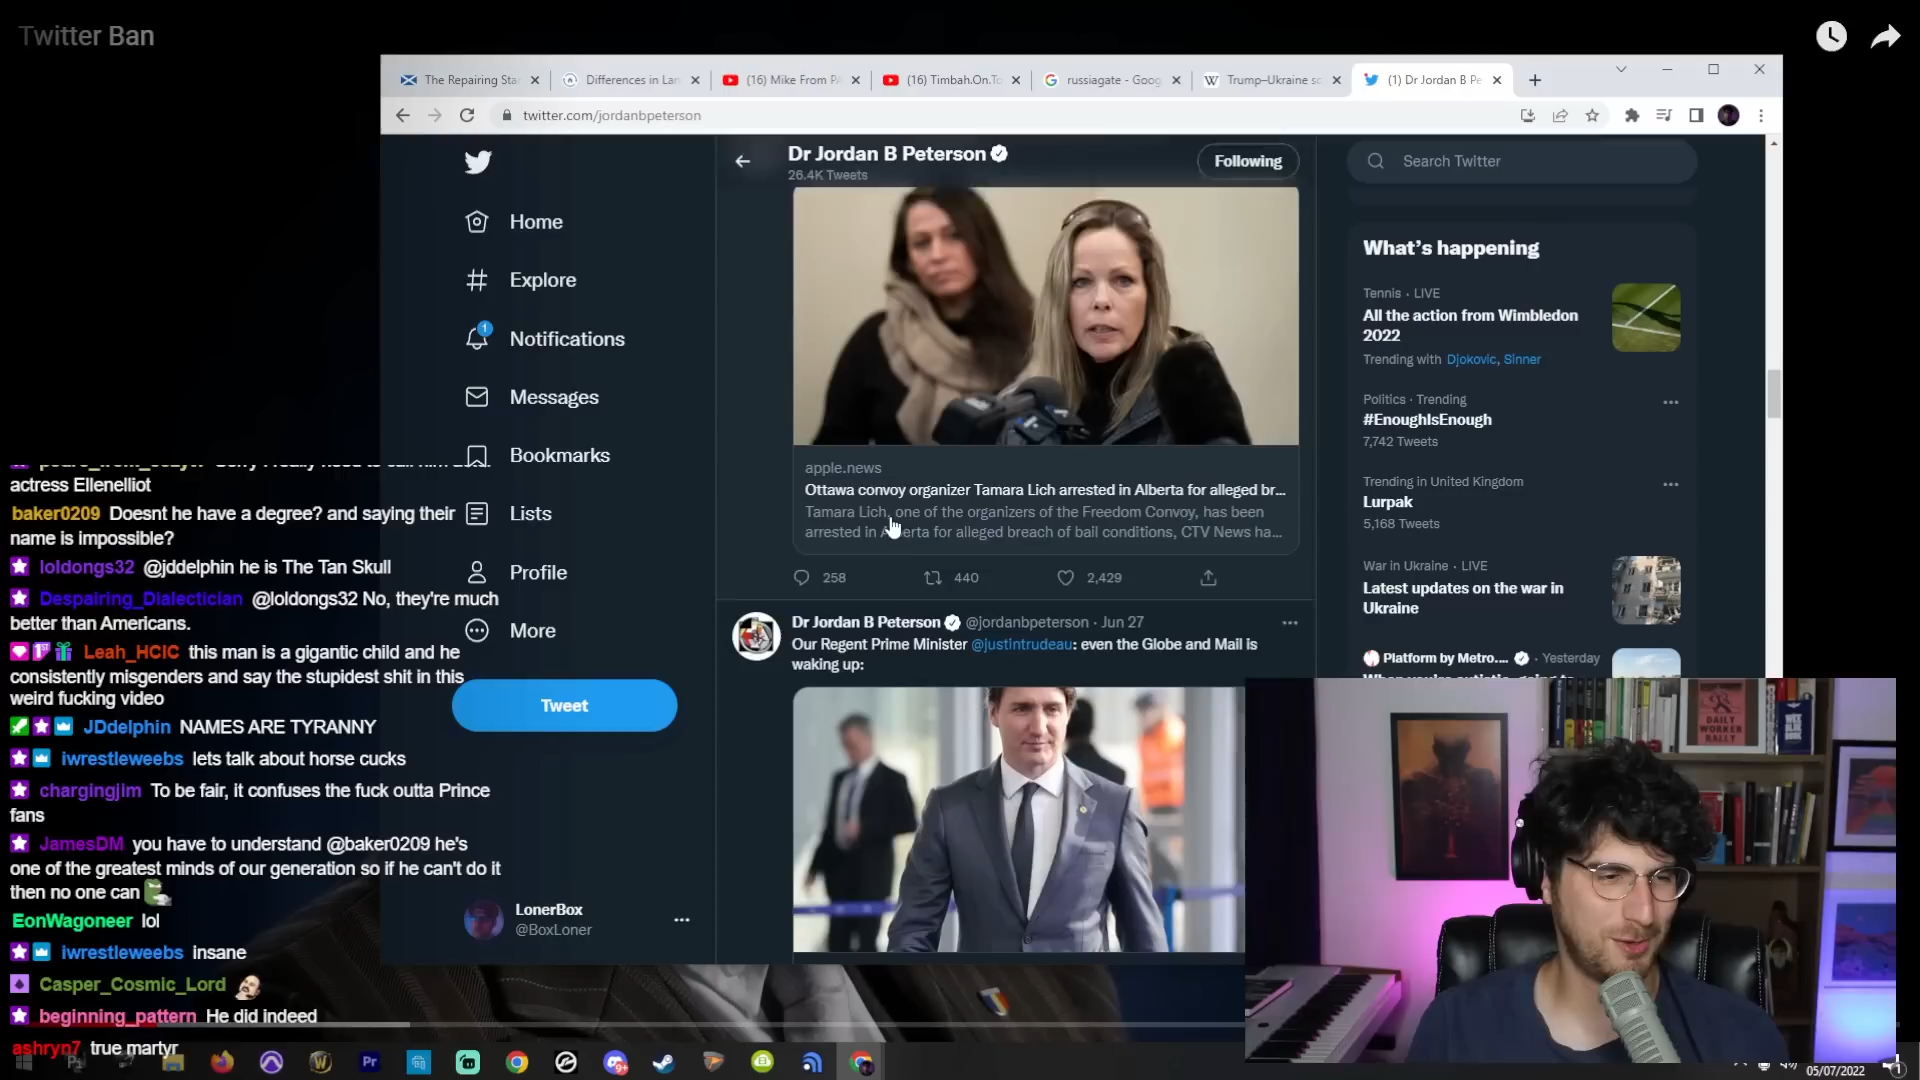 Twitter Ban
The Repairing Sta
Differences in Lan
(16) Mike From PA
(16) Timbah.On.To
russiagate - Goog
Trump–Ukraine sc
(1) Dr Jordan B Pe
twitter.com/jordanbpeterson
Home
Explore
1
Notifications
Messages
Bookmarks
Lists
Profile
More
Tweet
LonerBox
@BoxLoner
Dr Jordan B Peterson
26.4K Tweets
Following
apple.news
Ottawa convoy organizer Tamara Lich arrested in Alberta for alleged br...
Tamara Lich, one of the organizers of the Freedom Convoy, has been
arrested in Alberta for alleged breach of bail conditions, CTV News ha...
258
440
2,429
Dr Jordan B Peterson @jordanbpeterson · Jun 27
Our Regent Prime Minister @justintrudeau: even the Globe and Mail is
waking up:
Search Twitter
What's happening
Tennis · LIVE
All the action from Wimbledon
2022
Trending with Djokovic, Sinner
Politics · Trending
#EnoughIsEnough
7,742 Tweets
Trending in United Kingdom
Lurpak
5,168 Tweets
War in Ukraine · LIVE
Latest updates on the war in
Ukraine
Platform by Metro.... · Yesterday
actress Ellenelliot
baker0209 Doesnt he have a degree? and saying their
name is impossible?
loldongs32 @jddelphin he is The Tan Skull
Despairing_Dialectician @loldongs32 No, they're much
better than Americans.
Leah_HCIC this man is a gigantic child and he
consistently misgenders and say the stupidest shit in this
weird fucking video
JDdelphin NAMES ARE TYRANNY
iwrestleweebs lets talk about horse cucks
chargingjim To be fair, it confuses the fuck outta Prince
fans
JamesDM you have to understand @baker0209 he's
one of the greatest minds of our generation so if he can't do it
then no one can
EonWagoneer lol
iwrestleweebs insane
Casper_Cosmic_Lord
beginning_pattern He did indeed
ashryn7 true martyr
DAILY
WORKER
RALLY
Pr
9+
05/07/2022
1